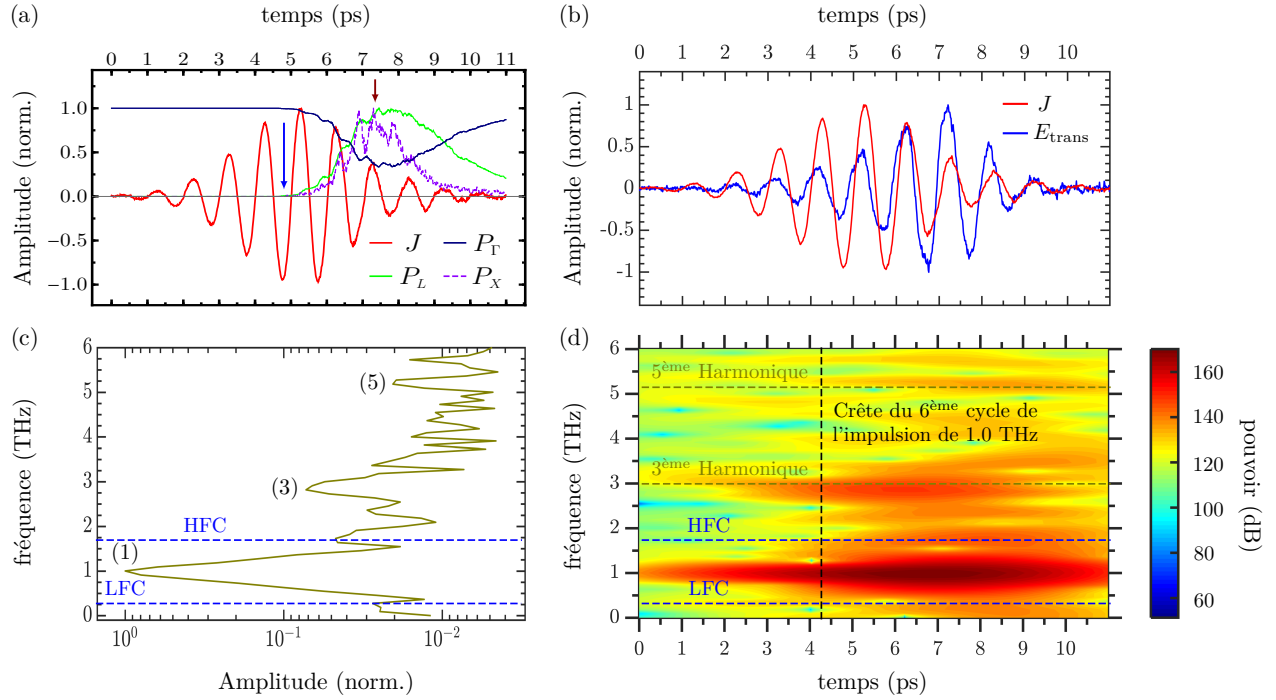 (a)
temps (ps)
0 1 2 3 4 5 6 7 8 9 10 11
Amplitude (norm.)
1.0
0.5
0.0
−0.5
−1.0
J
P_Γ
P_L
P_X
(b)
temps (ps)
0 1 2 3 4 5 6 7 8 9 10
Amplitude (norm.)
1
0.5
0
-0.5
-1
J
E_trans
(c)
fréquence (THz)
6
5
4
3
2
1
0
(5)
(3)
HFC
(1)
LFC
10^0 10^-1 10^-2
Amplitude (norm.)
(d)
fréquence (THz)
6
5
4
3
2
1
0
5ème Harmonique
Crête du 6ème cycle de
l'impulsion de 1.0 THz
3ème Harmonique
HFC
LFC
0 1 2 3 4 5 6 7 8 9 10
temps (ps)
160
140
120
100
80
60
pouvoir (dB)